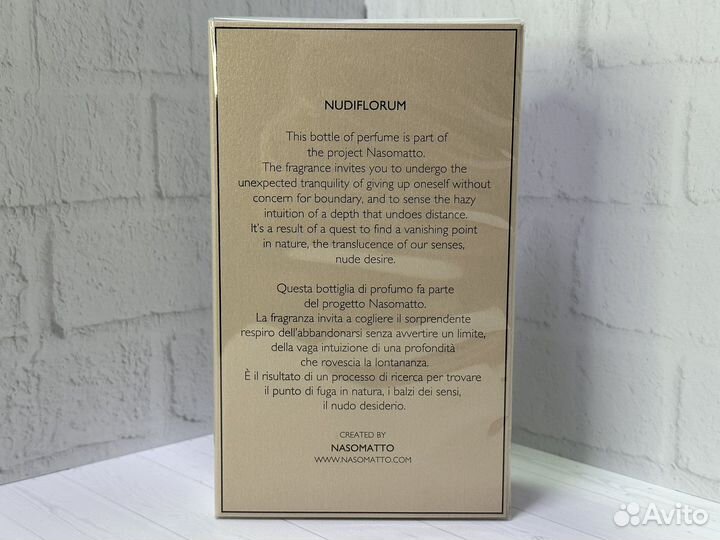 NUDIFLORUM
This bottle of perfume is part of
the project Nasomatto.
The fragrance invites you to undergo the
unexpected tranquility of giving up oneself without
concern for boundary, and to sense the hazy
intuition of a depth that undoes distance.
It's a result of a quest to find a vanishing point
in nature, the translucence of our senses,
nude desire.
Questa bottiglia di profumo fa parte
del progetto Nasomatto.
La fragranza invita a cogliere il sorprendente
respiro dell'abbandonarsi senza avvertire un limite,
della vaga intuizione di una profondità
che rovescia la lontananza.
È il risultato di un processo di ricerca per trovare
il punto di fuga in natura, i balzi dei sensi,
il nudo desiderio.
CREATED BY
NASOMATTO
WWW.NASOMATTO.COM
Avito